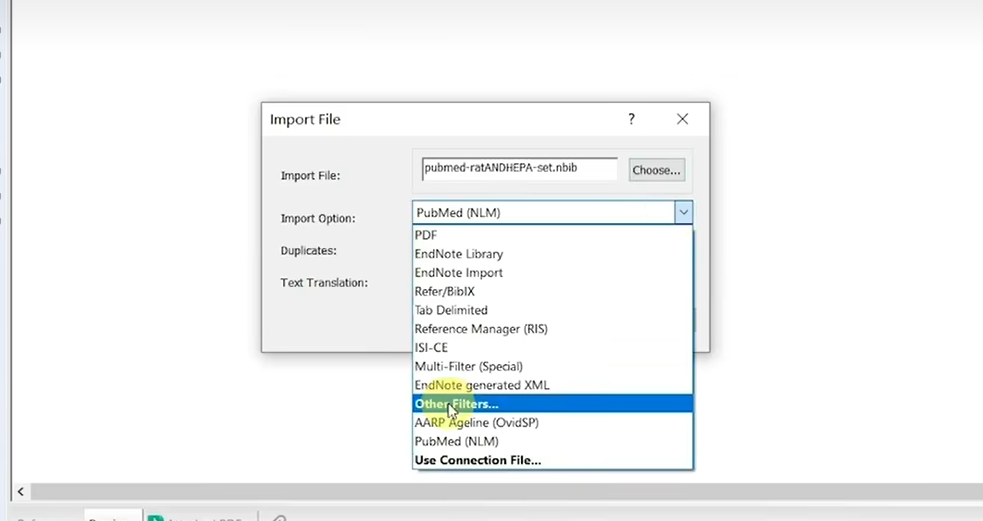 Import File
?
Import File:
pubmed-ratANDHEPA-set.nbib
Choose...
Import Option:
PubMed (NLM)
Duplicates:
Text Translation:
PDF
EndNote Library
EndNote Import
Refer/BibIX
Tab Delimited
Reference Manager (RIS)
ISI-CE
Multi-Filter (Special)
EndNote generated XML
Other Filters...
AARP Ageline (OvidSP)
PubMed (NLM)
Use Connection File...